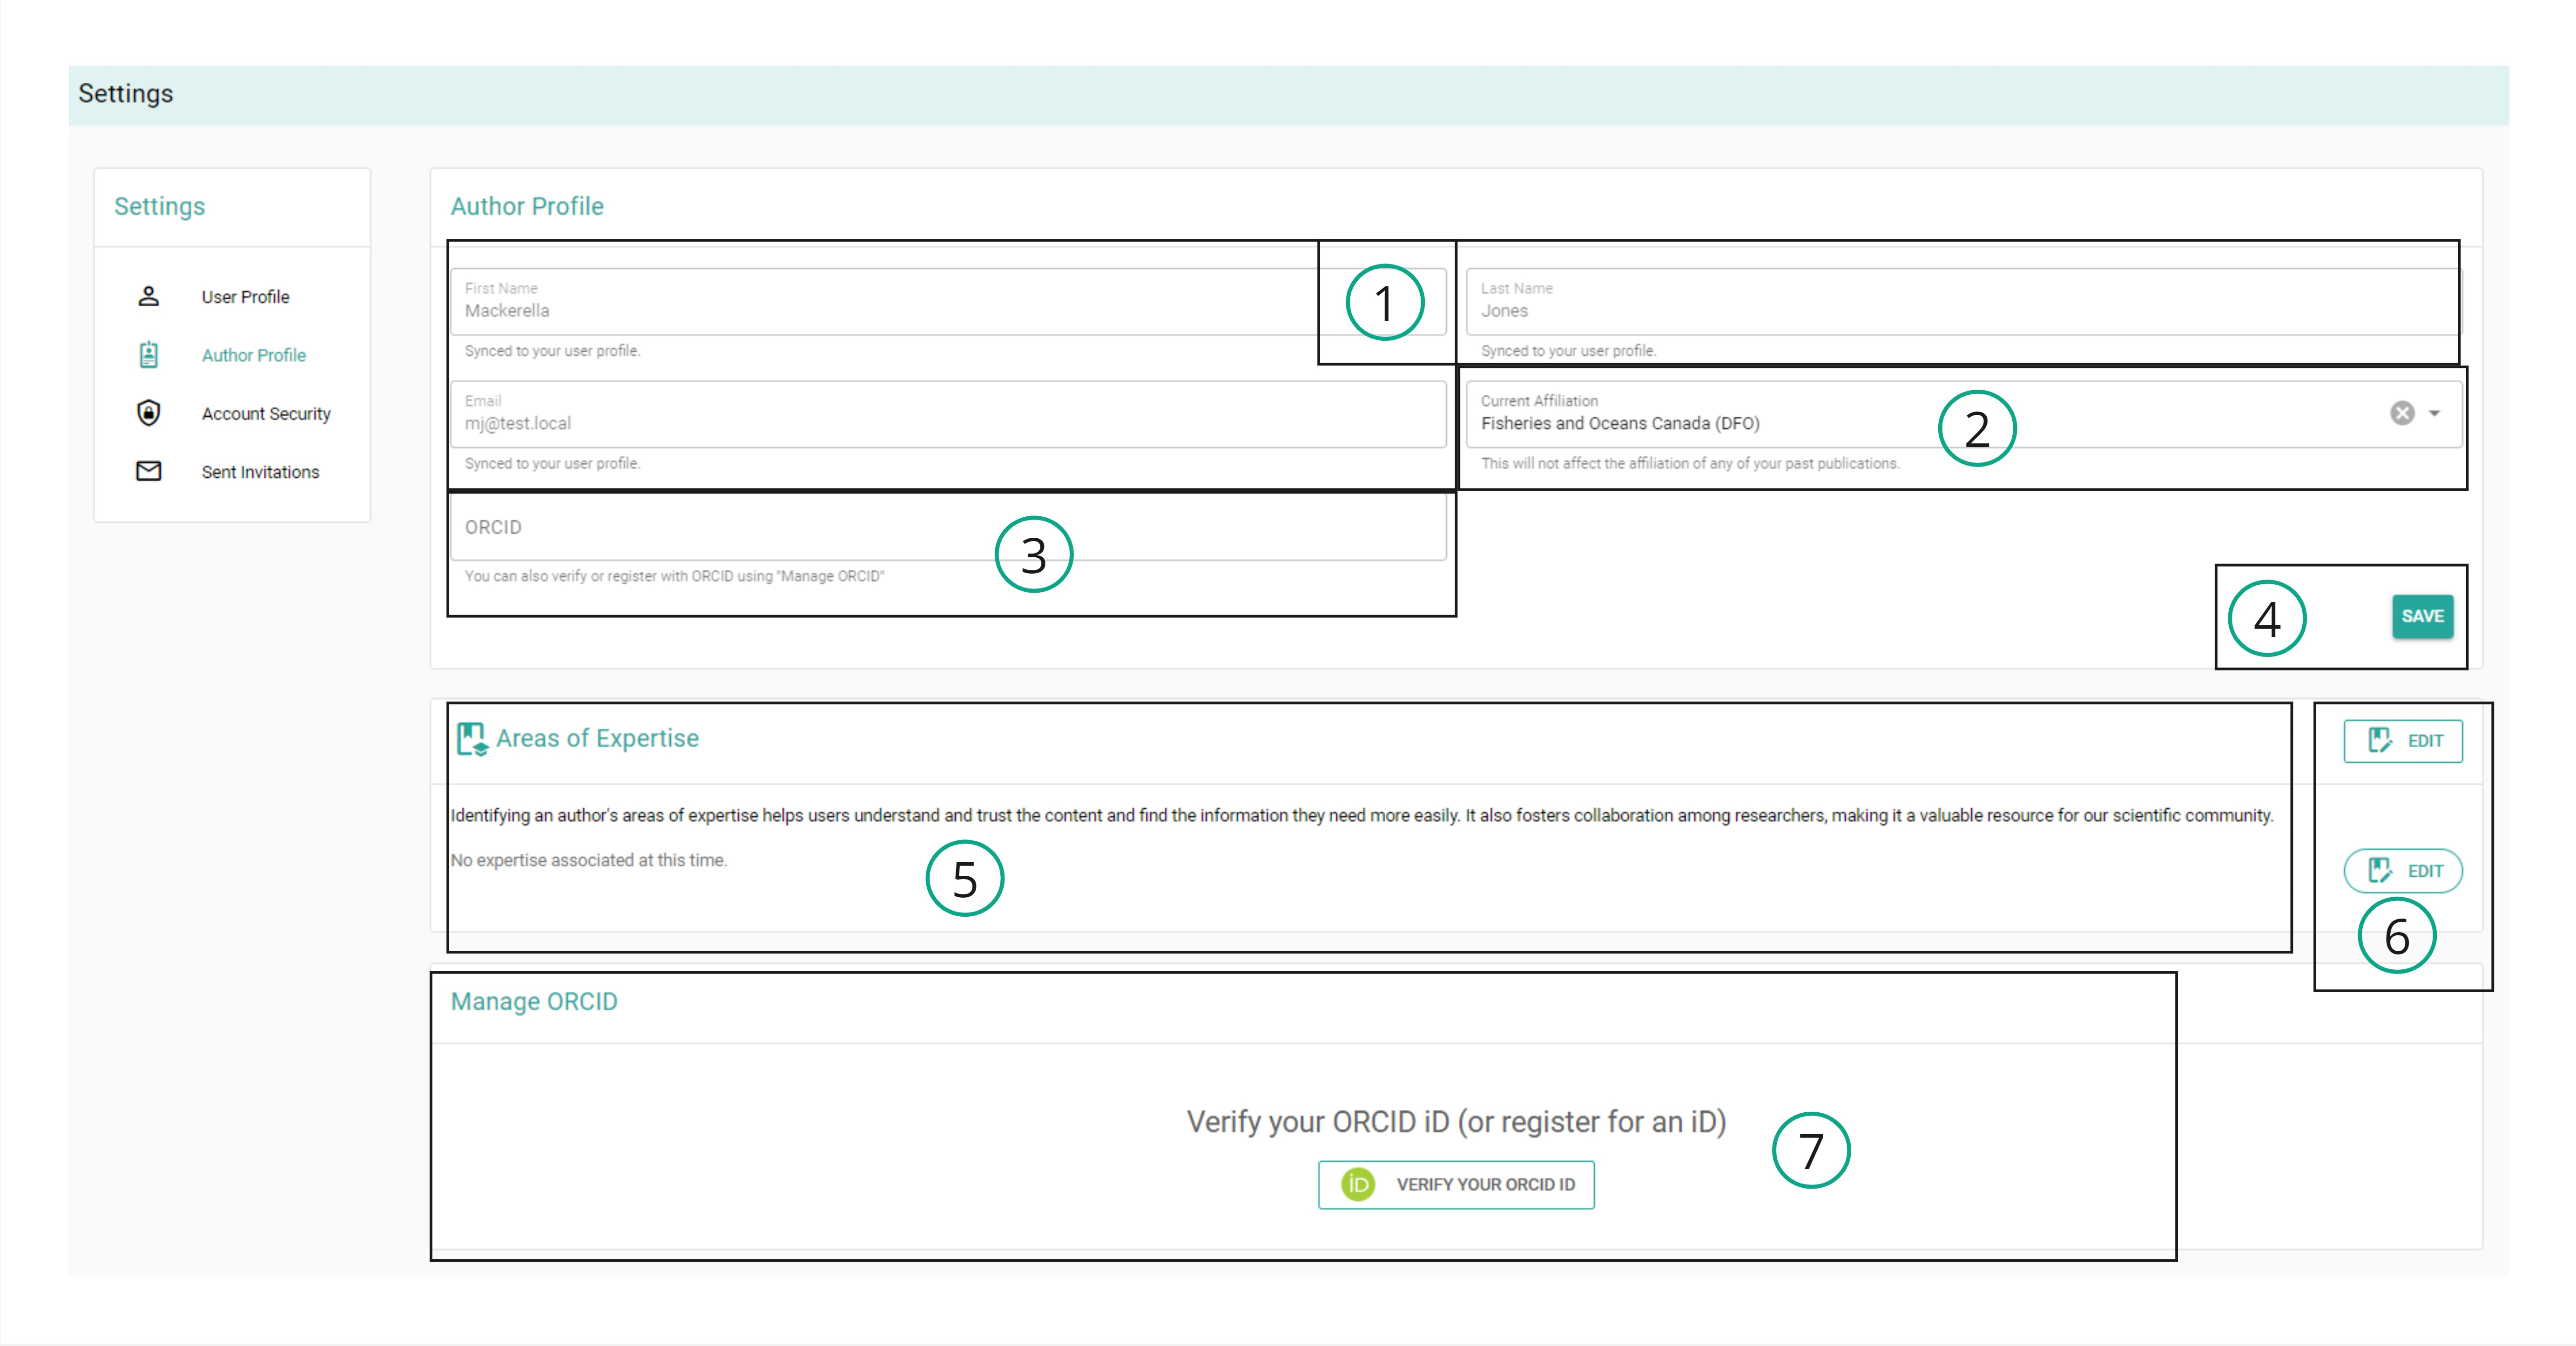 Settings
Settings
User Profile
Author Profile
Account Security
Sent Invitations
Author Profile
First Name
Mackerella
Synced to your user profile.
1
Last Name
Jones
Synced to your user profile.
Email
mj@test.local
Synced to your user profile.
Current Affiliation
Fisheries and Oceans Canada (DFO)
This will not affect the affiliation of any of your past publications.
2
ORCID
You can also verify or register with ORCID using "Manage ORCID"
3
4
SAVE
Areas of Expertise
EDIT
Identifying an author's areas of expertise helps users understand and trust the content and find the information they need more easily. It also fosters collaboration among researchers, making it a valuable resource for our scientific community.
No expertise associated at this time.
5
EDIT
6
Manage ORCID
Verify your ORCID iD (or register for an iD)
7
iD VERIFY YOUR ORCID ID